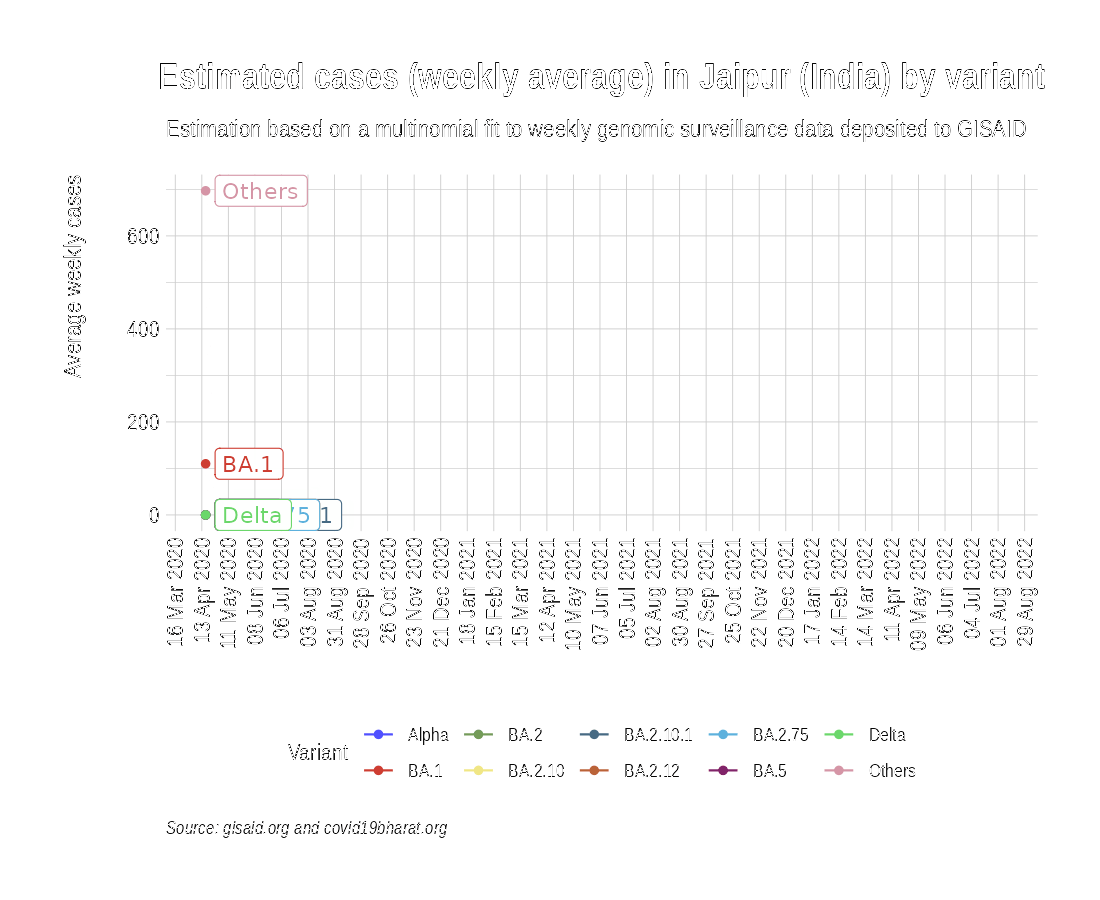 Estimated cases (weekly average) in Jaipur (India) by variant
Estimation based on a multinomial fit to weekly genomic surveillance data deposited to GISAID
Average weekly cases
600
400
200
0
Others
BA.1
Delta
75
1
16 Mar 2020
13 Apr 2020
11 May 2020
08 Jun 2020
06 Jul 2020
03 Aug 2020
31 Aug 2020
28 Sep 2020
26 Oct 2020
23 Nov 2020
21 Dec 2020
18 Jan 2021
15 Feb 2021
15 Mar 2021
12 Apr 2021
10 May 2021
07 Jun 2021
05 Jul 2021
02 Aug 2021
30 Aug 2021
27 Sep 2021
25 Oct 2021
22 Nov 2021
20 Dec 2021
17 Jan 2022
14 Feb 2022
14 Mar 2022
11 Apr 2022
09 May 2022
06 Jun 2022
04 Jul 2022
01 Aug 2022
29 Aug 2022
Variant
Alpha
BA.2
BA.2.10.1
BA.2.75
Delta
BA.1
BA.2.10
BA.2.12
BA.5
Others
Source: gisaid.org and covid19bharat.org